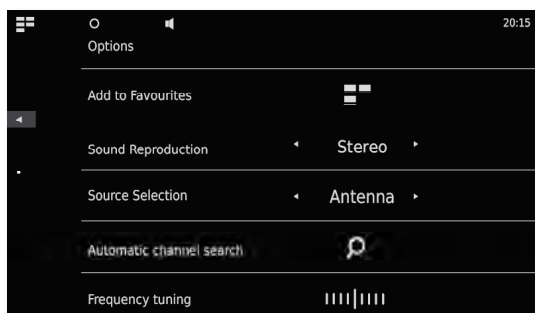 20:15
Options
Add to Favourites
Sound Reproduction Stereo
Source Selection Antenna
Automatic channel search
Frequency tuning